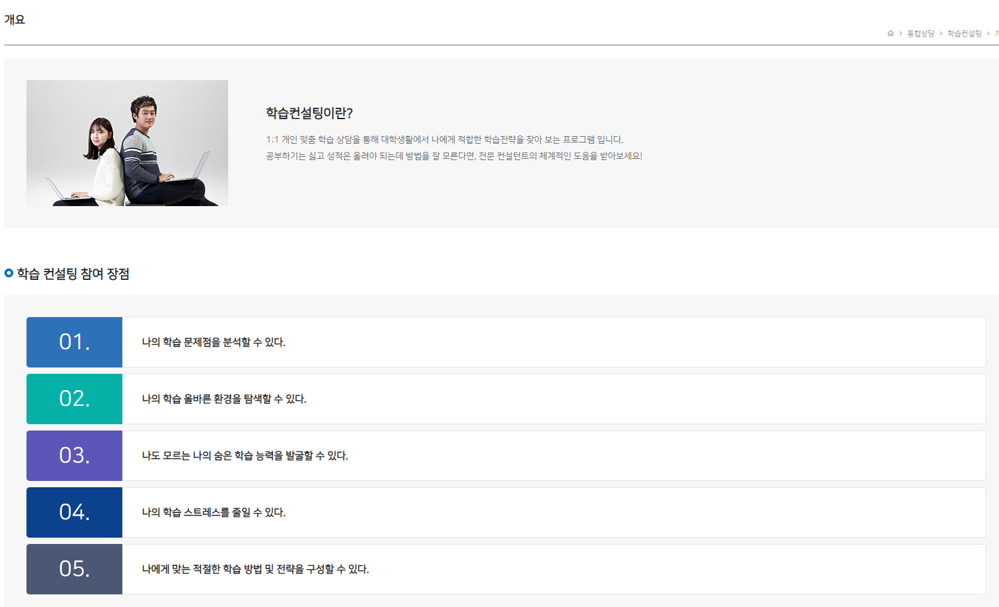 개요
통합상담 > 학습컨설팅 >
학습컨설팅이란?
1:1 개인 맞춤 학습 상담을 통해 대학생활에서 나에게 적합한 학습전략을 찾아 보는 프로그램 입니다.
공부하기는 싫고 성적은 올려야 되는데 방법을 잘 모른다면, 전문 컨설턴트의 체계적인 도움을 받아보세요!
학습 컨설팅 참여 장점
01.
나의 학습 문제점을 분석할 수 있다.
02.
나의 학습 올바른 환경을 탐색할 수 있다.
03.
나도 모르는 나의 숨은 학습 능력을 발굴할 수 있다.
04.
나의 학습 스트레스를 줄일 수 있다.
05.
나에게 맞는 적절한 학습 방법 및 전략을 구성할 수 있다.